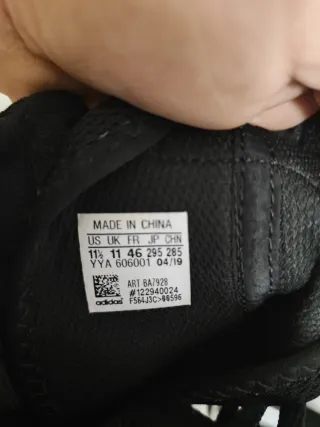 MADE IN CHINA
US UK FR JP CHN
11½ 11 46 295 285
YYA 606001 04/19
ART BA7928
#122940024
adidas F564J3C>00596